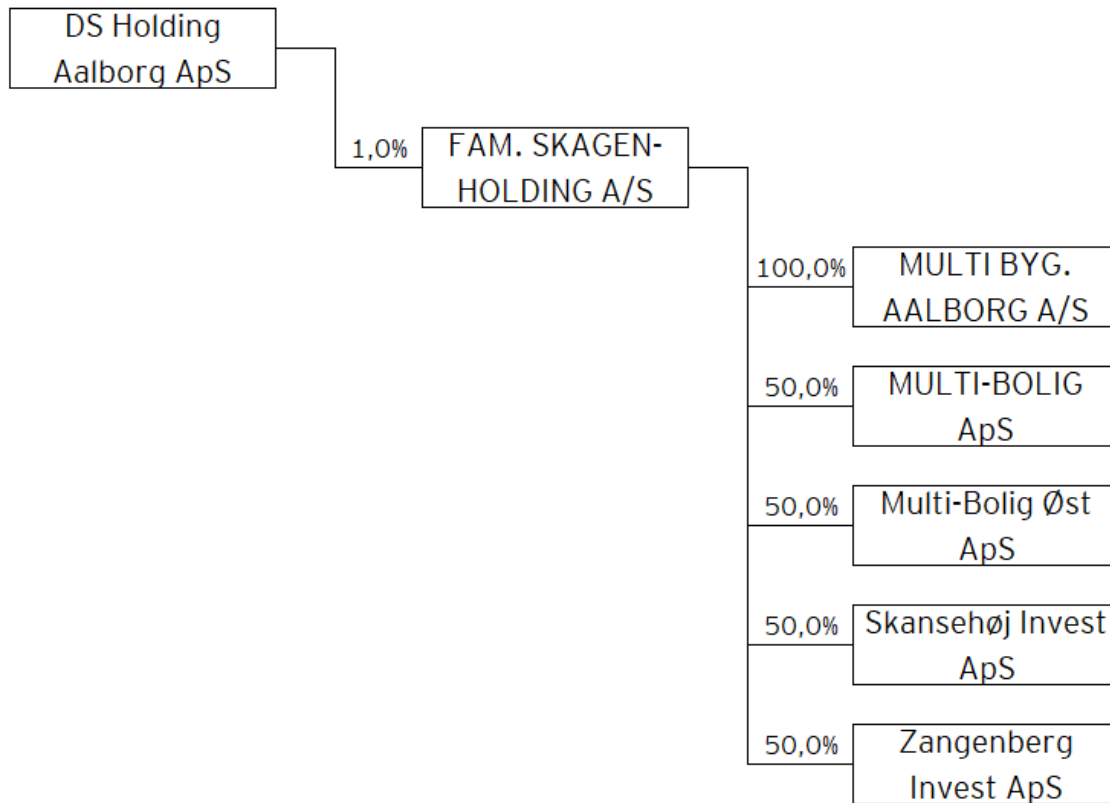 DS Holding
Aalborg ApS
1,0%
FAM. SKAGEN-
HOLDING A/S
100,0%
MULTI BYG.
AALBORG A/S
50,0%
MULTI-BOLIG
ApS
50,0%
Multi-Bolig Øst
ApS
50,0%
Skansehøj Invest
ApS
50,0%
Zangenberg
Invest ApS